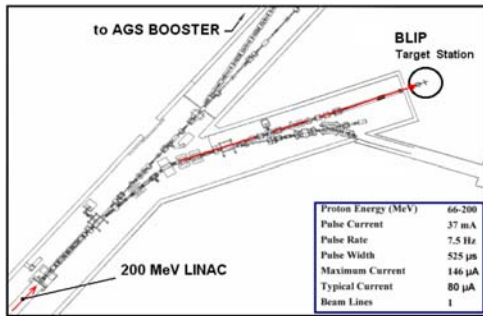 to AGS BOOSTER
BLIP
Target Station
200 MeV LINAC
Proton Energy (MeV) 66-200
Pulse Current 37 mA
Pulse Rate 7.5 Hz
Pulse Width 525 µs
Maximum Current 146 µA
Typical Current 80 µA
Beam Lines 1